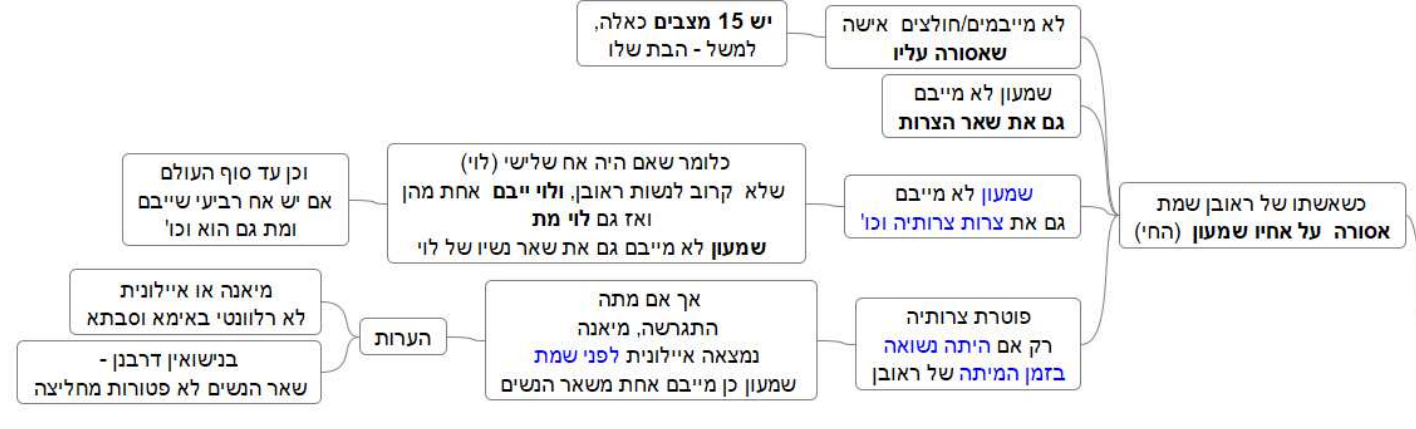 כשאשתו של ראובן שמת
אסורה על אחיו שמעון (החי)
לא מייבמים/חולצים אישה
שאסורה עליו
יש 15 מצבים כאלה,
למשל - הבת שלו
שמעון לא מייבם
גם את שאר הצרות
שמעון לא מייבם
גם את צרות צרותיה וכו'
כלומר שאם היה אח שלישי (לוי)
שלא קרוב לנשות ראובן, ולוי ייבם אחת מהן
ואז גם לוי מת
שמעון לא מייבם גם את שאר נשיו של לוי
וכן עד סוף העולם
אם יש אח רביעי שייבם
ומת גם הוא וכו'
פוטרת צרותיה
רק אם היתה נשואה
בזמן המיתה של ראובן
אך אם מתה
התגרשה, מיאנה
נמצאה איילונית לפני שמת
שמעון כן מייבם אחת משאר הנשים
הערות
מיאנה או איילונית
לא רלוונטי באימא וסבתא
בנישואין דרבנן -
שאר הנשים לא פטורות מחליצה